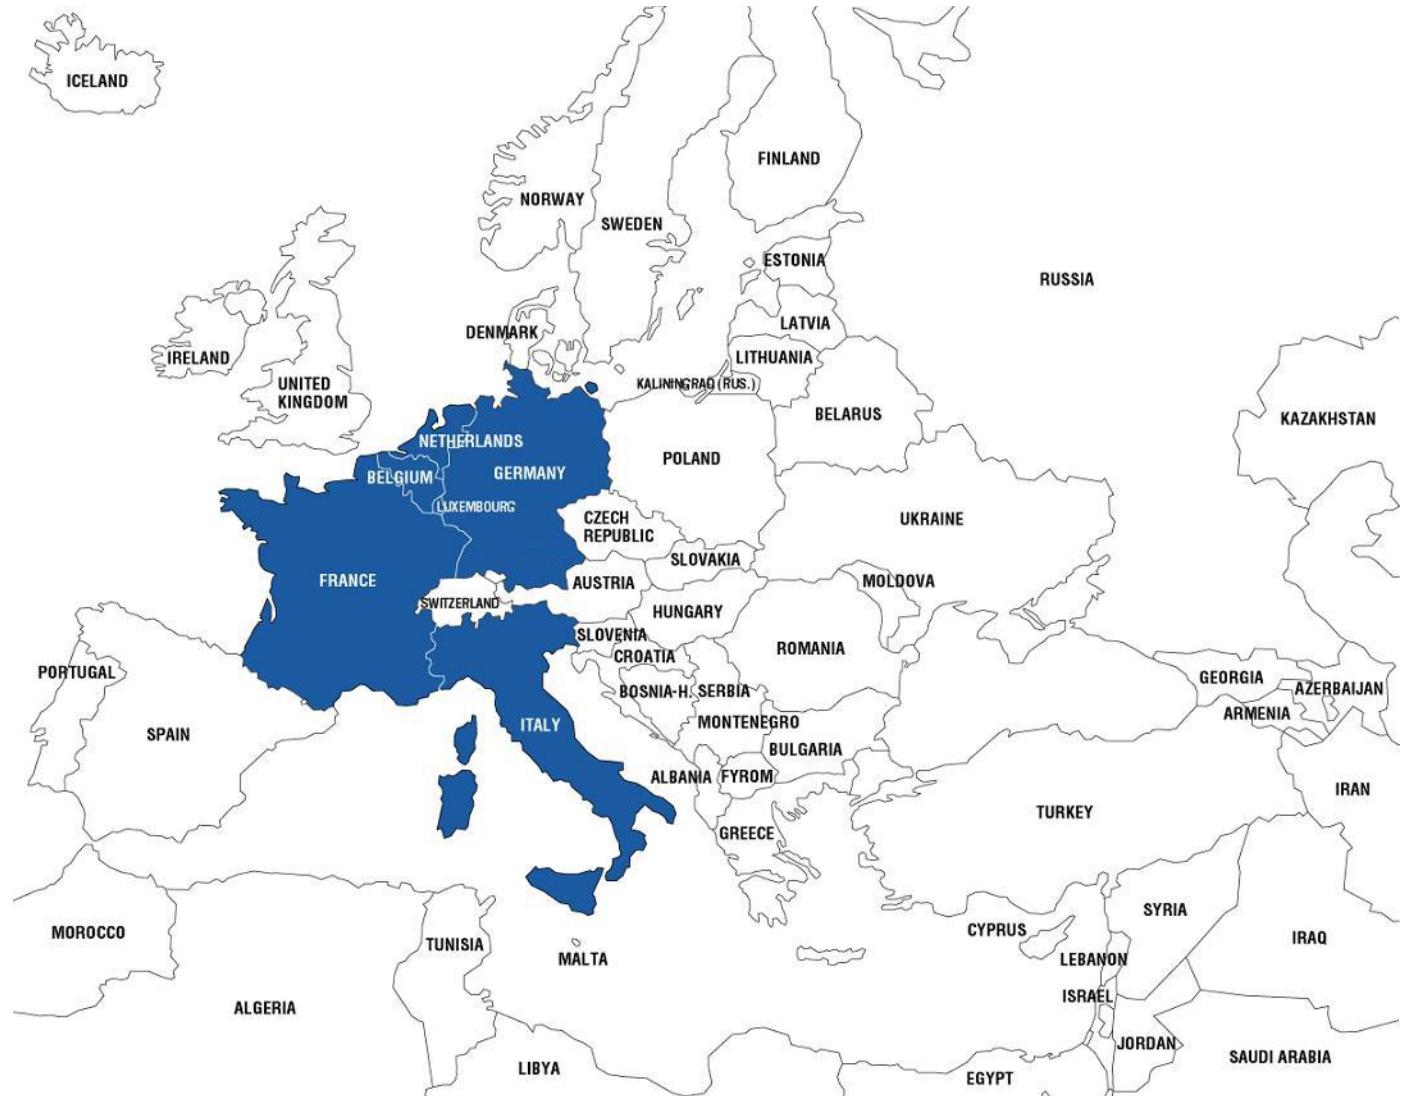 ICELAND
FINLAND
NORWAY
SWEDEN
ESTONIA
RUSSIA
LATVIA
DENMARK
LITHUANIA
IRELAND
KALININGRAD (RUS.)
UNITED
KINGDOM
BELARUS
KAZAKHSTAN
NETHERLANDS
POLAND
BELGIUM
GERMANY
LUXEMBOURG
CZECH
REPUBLIC
UKRAINE
SLOVAKIA
FRANCE
AUSTRIA
MOLDOVA
SWITZERLAND
HUNGARY
SLOVENIA
ROMANIA
CROATIA
PORTUGAL
GEORGIA
BOSNIA-H.
SERBIA
AZERBAIJAN
ARMENIA
ITALY
MONTENEGRO
SPAIN
BULGARIA
ALBANIA
FYROM
IRAN
TURKEY
GREECE
SYRIA
CYPRUS
MOROCCO
IRAQ
TUNISIA
MALTA
LEBANON
ISRAEL
ALGERIA
JORDAN
SAUDI ARABIA
LIBYA
EGYPT